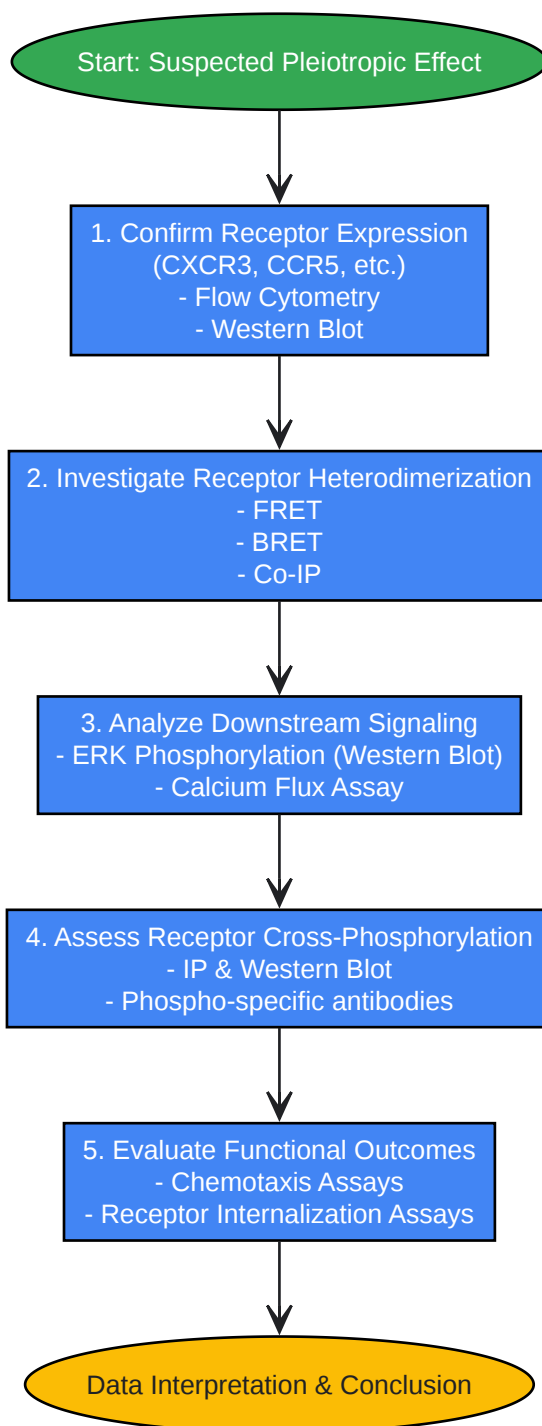 Start: Suspected Pleiotropic Effect
1. Confirm Receptor Expression
(CXCR3, CCR5, etc.)
- Flow Cytometry
- Western Blot
2. Investigate Receptor Heterodimerization
- FRET
- BRET
- Co-IP
3. Analyze Downstream Signaling
- ERK Phosphorylation (Western Blot)
- Calcium Flux Assay
4. Assess Receptor Cross-Phosphorylation
- IP & Western Blot
- Phospho-specific antibodies
5. Evaluate Functional Outcomes
- Chemotaxis Assays
- Receptor Internalization Assays
Data Interpretation & Conclusion